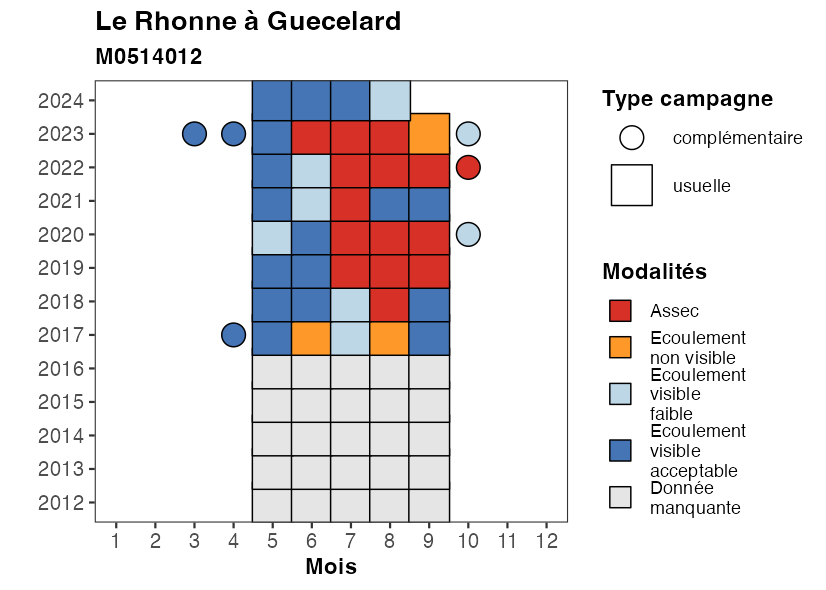 Le Rhonne à Guecelard
M0514012
2024
2023
2022
2021
2020
2019
2018
2017
2016
2015
2014
2013
2012
1 2 3 4 5 6 7 8 9 10 11 12
Mois
Type campagne
complémentaire
usuelle
Modalités
Assec
Ecoulement
non visible
Ecoulement
visible
faible
Ecoulement
visible
acceptable
Donnée
manquante